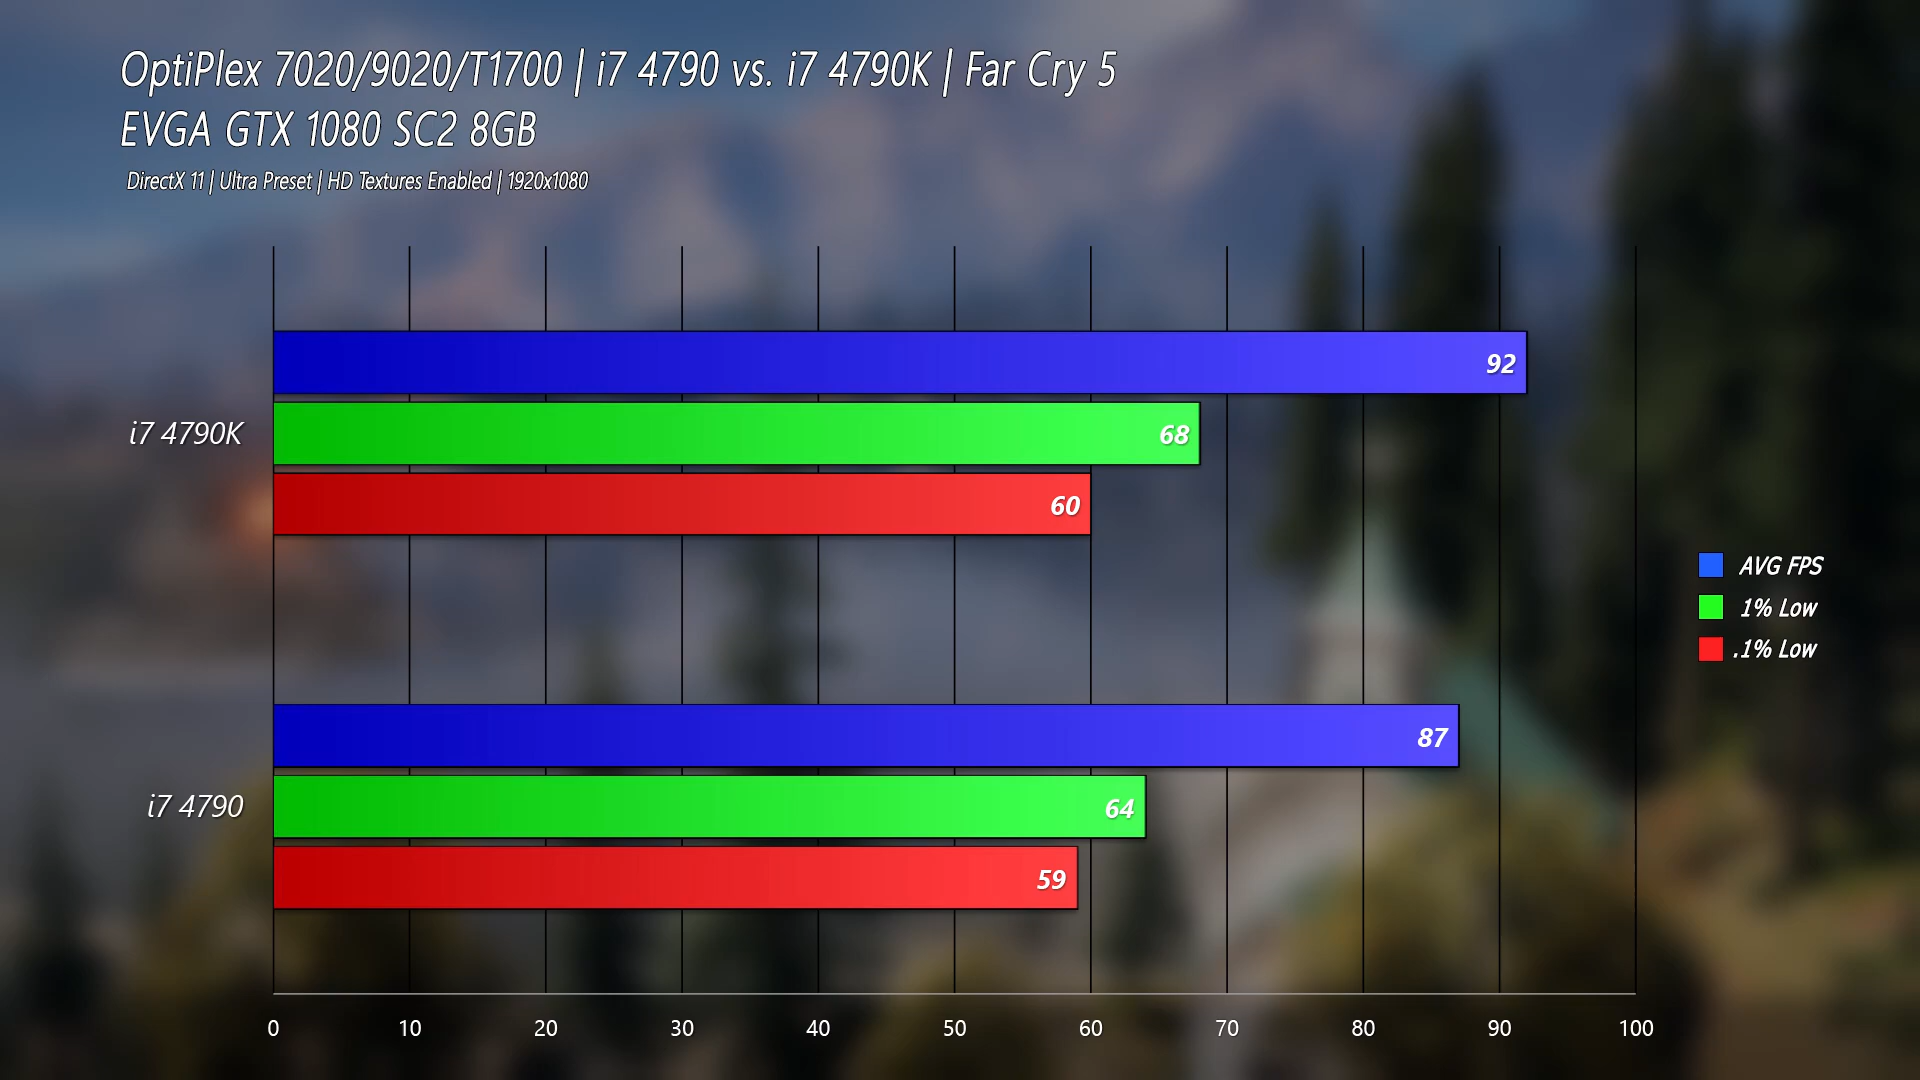 OptiPlex 7020/9020/T1700 | i7 4790 vs. i7 4790K | Far Cry 5
EVGA GTX 1080 SC2 8GB
DirectX 11 | Ultra Preset | HD Textures Enabled | 1920x1080
92
i7 4790K
68
60
AVG FPS
1% Low
.1% Low
87
i7 4790
64
59
0 10 20 30 40 50 60 70 80 90 100